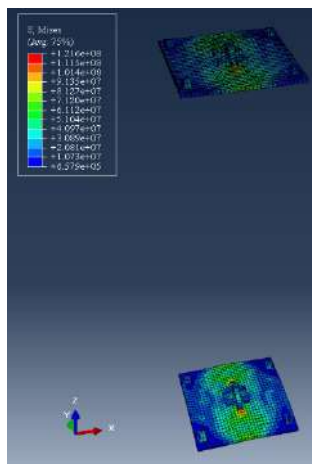 S, Mises
(Avg: 75%)
+1.216e+08
+1.115e+08
+1.014e+08
+9.135e+07
+8.127e+07
+7.120e+07
+6.112e+07
+5.104e+07
+4.097e+07
+3.089e+07
+2.081e+07
+1.073e+07
+6.579e+05
Z
Y
X